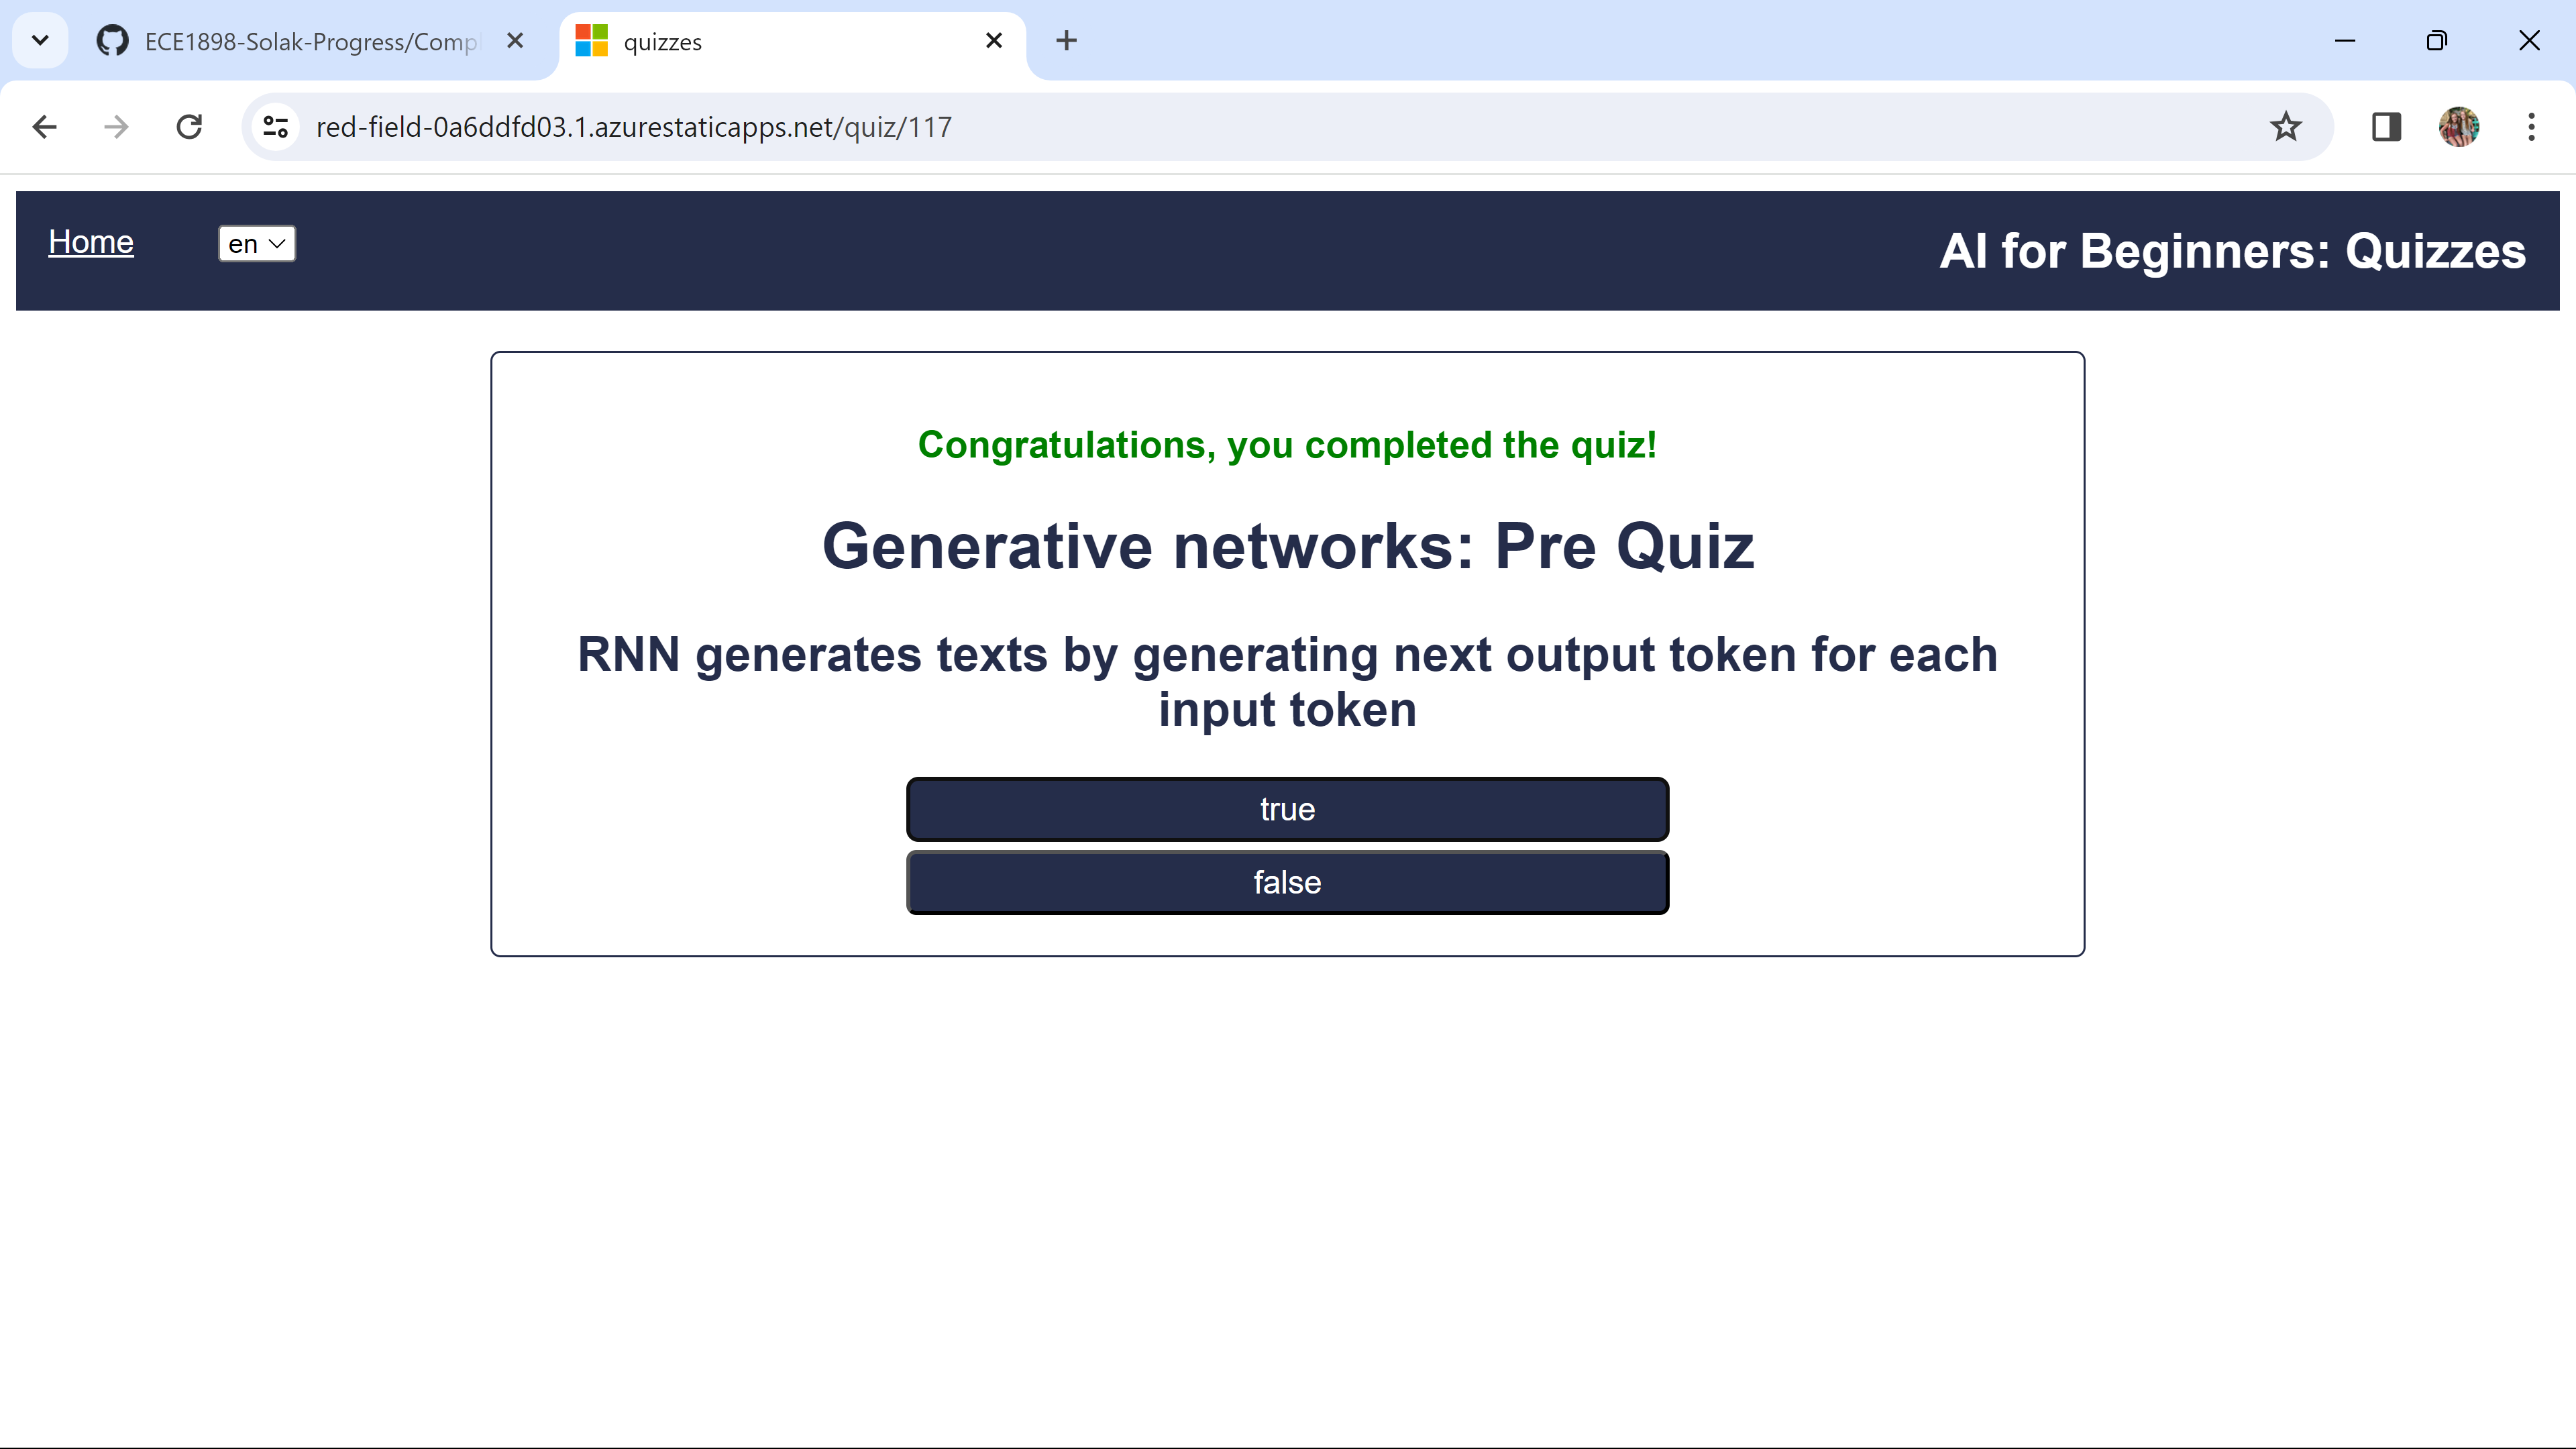 ECE1898-Solak-Progress/Comp
quizzes
red-field-0a6ddfd03.1.azurestaticapps.net/quiz/117
Home
en
AI for Beginners: Quizzes
Congratulations, you completed the quiz!
Generative networks: Pre Quiz
RNN generates texts by generating next output token for each
input token
true
false